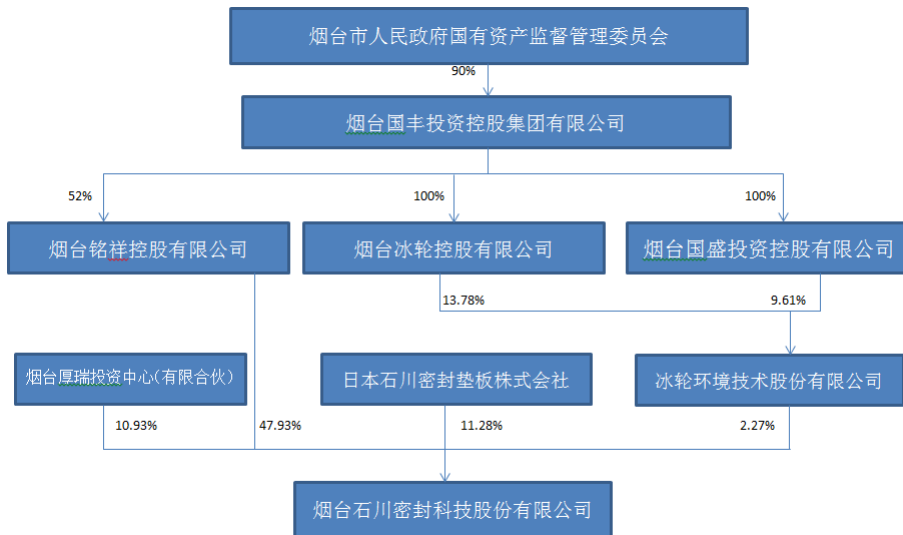 烟台市人民政府国有资产监督管理委员会
90%
烟台国丰投资控股集团有限公司
52%
100%
100%
烟台铭祥控股有限公司
烟台冰轮控股有限公司
烟台国盛投资控股有限公司
13.78%
9.61%
烟台厚瑞投资中心(有限合伙)
日本石川密封垫板株式会社
冰轮环境技术股份有限公司
10.93%
47.93%
11.28%
2.27%
烟台石川密封科技股份有限公司